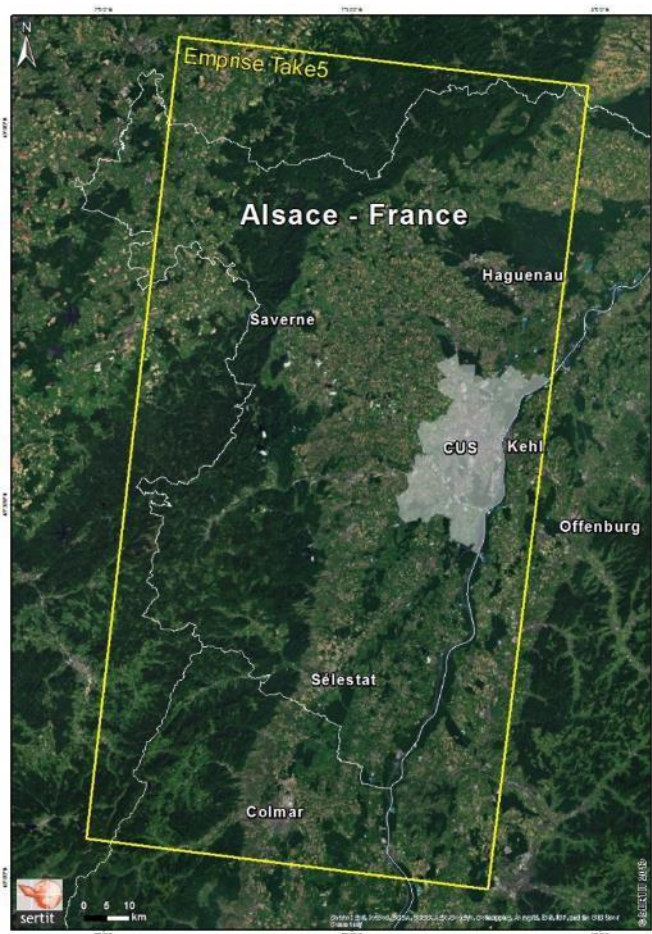 N
Emprise Take5
Alsace - France
Haguenau
Saverne
CUS
Kehl
Offenburg
Sélestat
Colmar
sertit
0 5 10
km